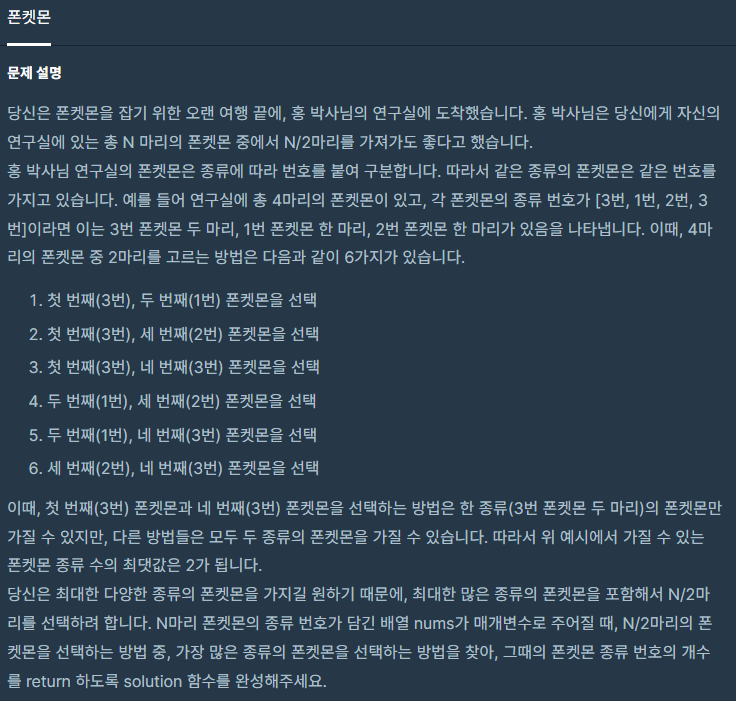 폰켓몬
문제 설명
당신은 폰켓몬을 잡기 위한 오랜 여행 끝에, 홍 박사님의 연구실에 도착했습니다. 홍 박사님은 당신에게 자신의
연구실에 있는 총 N 마리의 폰켓몬 중에서 N/2마리를 가져가도 좋다고 했습니다.
홍 박사님 연구실의 폰켓몬은 종류에 따라 번호를 붙여 구분합니다. 따라서 같은 종류의 폰켓몬은 같은 번호를
가지고 있습니다. 예를 들어 연구실에 총 4마리의 폰켓몬이 있고, 각 폰켓몬의 종류 번호가 [3번, 1번, 2번, 3
번]이라면 이는 3번 폰켓몬 두 마리, 1번 폰켓몬 한 마리, 2번 폰켓몬 한 마리가 있음을 나타냅니다. 이때, 4마
리의 폰켓몬 중 2마리를 고르는 방법은 다음과 같이 6가지가 있습니다.
1. 첫 번째(3번), 두 번째(1번) 폰켓몬을 선택
2. 첫 번째(3번), 세 번째(2번) 폰켓몬을 선택
3. 첫 번째(3번), 네 번째(3번) 폰켓몬을 선택
4. 두 번째(1번), 세 번째(2번) 폰켓몬을 선택
5. 두 번째(1번), 네 번째(3번) 폰켓몬을 선택
6. 세 번째(2번), 네 번째(3번) 폰켓몬을 선택
이때, 첫 번째(3번) 폰켓몬과 네 번째(3번) 폰켓몬을 선택하는 방법은 한 종류(3번 폰켓몬 두 마리)의 폰켓몬만
가질 수 있지만, 다른 방법들은 모두 두 종류의 폰켓몬을 가질 수 있습니다. 따라서 위 예시에서 가질 수 있는
폰켓몬 종류 수의 최댓값은 2가 됩니다.
당신은 최대한 다양한 종류의 폰켓몬을 가지길 원하기 때문에, 최대한 많은 종류의 폰켓몬을 포함해서 N/2마
리를 선택하려 합니다. N마리 폰켓몬의 종류 번호가 담긴 배열 nums가 매개변수로 주어질 때, N/2마리의 폰
켓몬을 선택하는 방법 중, 가장 많은 종류의 폰켓몬을 선택하는 방법을 찾아, 그때의 폰켓몬 종류 번호의 개수
를 return 하도록 solution 함수를 완성해주세요.